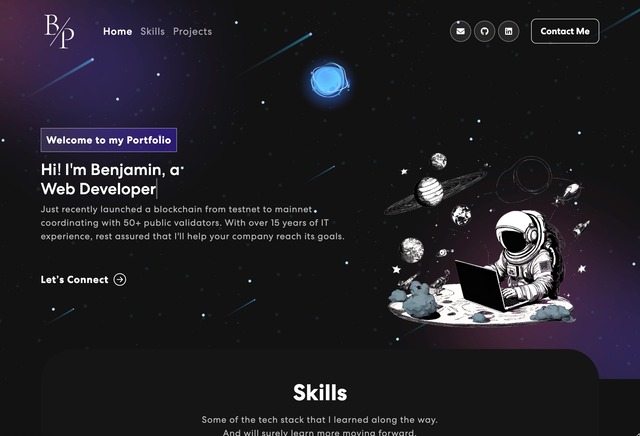 B/P
Home Skills Projects
Contact Me
Welcome to my Portfolio
Hi! I'm Benjamin, a
Web Developer
Just recently launched a blockchain from testnet to mainnet,
coordinating with 50+ public validators. With over 15 years of IT
experience, rest assured that I'll help your company reach its goals.
Let's Connect
Skills
Some of the tech stack that I learned along the way.
And will surely learn more moving forward.